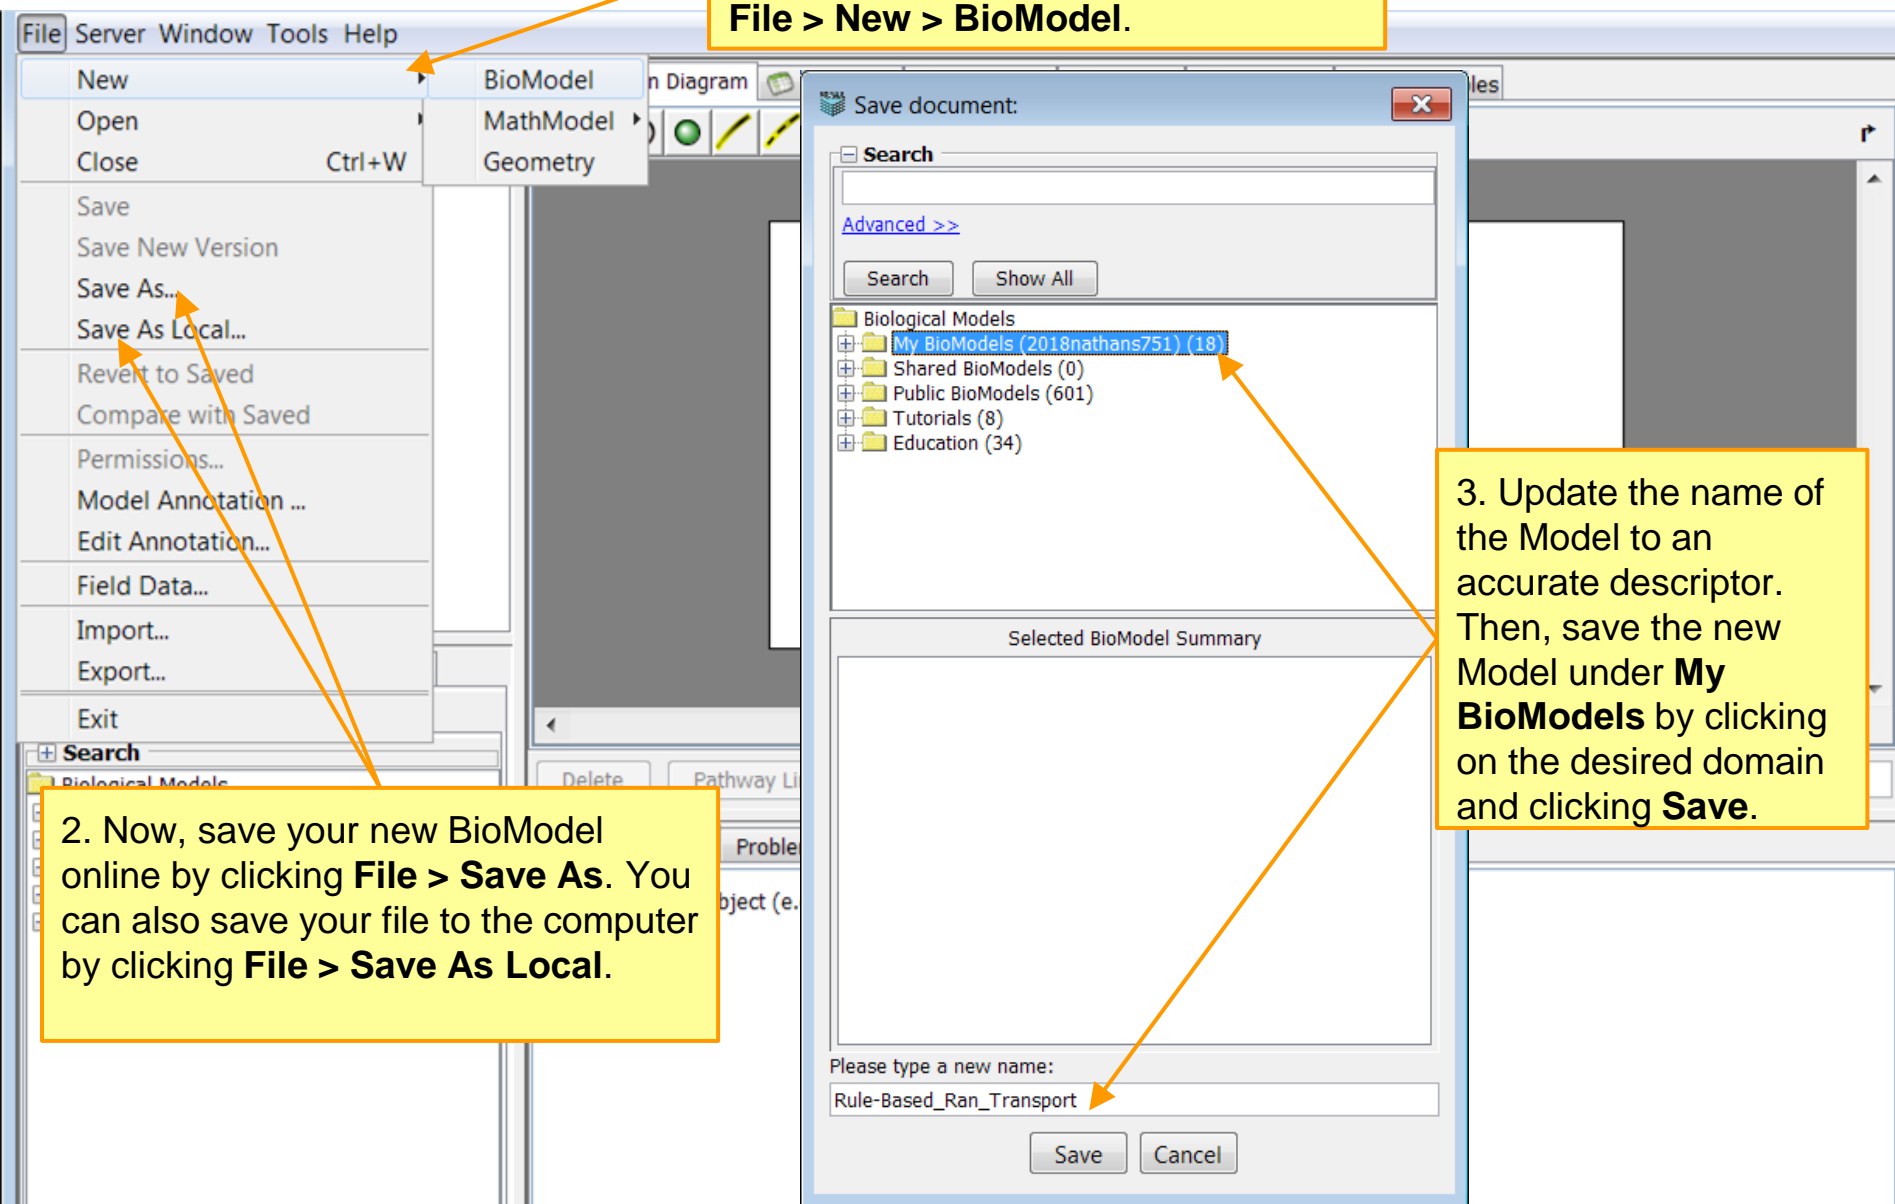 File > New > BioModel.
File Server Window Tools Help
New
BioModel
Open
MathModel
Close Ctrl+W
Geometry
Save
Save New Version
Save As...
Save As Local...
Revert to Saved
Compare with Saved
Permissions...
Model Annotation ...
Edit Annotation...
Field Data...
Import...
Export...
Exit
n Diagram
les
Save document:
Search
Advanced >>
Search Show All
Biological Models
My BioModels (2018nathans751) (18)
Shared BioModels (0)
Public BioModels (601)
Tutorials (8)
Education (34)
Selected BioModel Summary
Please type a new name:
Rule-Based_Ran_Transport
Save Cancel
3. Update the name of
the Model to an
accurate descriptor.
Then, save the new
Model under My
BioModels by clicking
on the desired domain
and clicking Save.
Search
Biological Models
Delete Pathway Li
Proble
bject (e.
2. Now, save your new BioModel
online by clicking File > Save As. You
can also save your file to the computer
by clicking File > Save As Local.